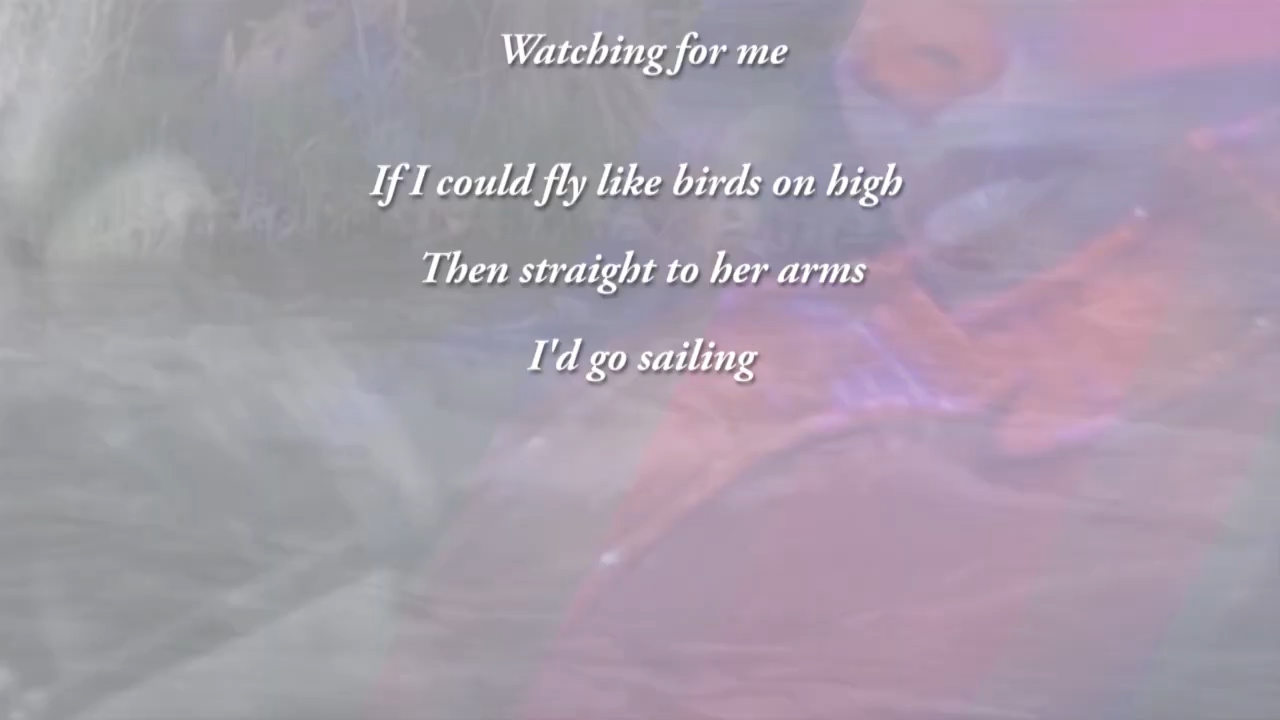 Watching for me
If I could fly like birds on high
Then straight to her arms
I'd go sailing